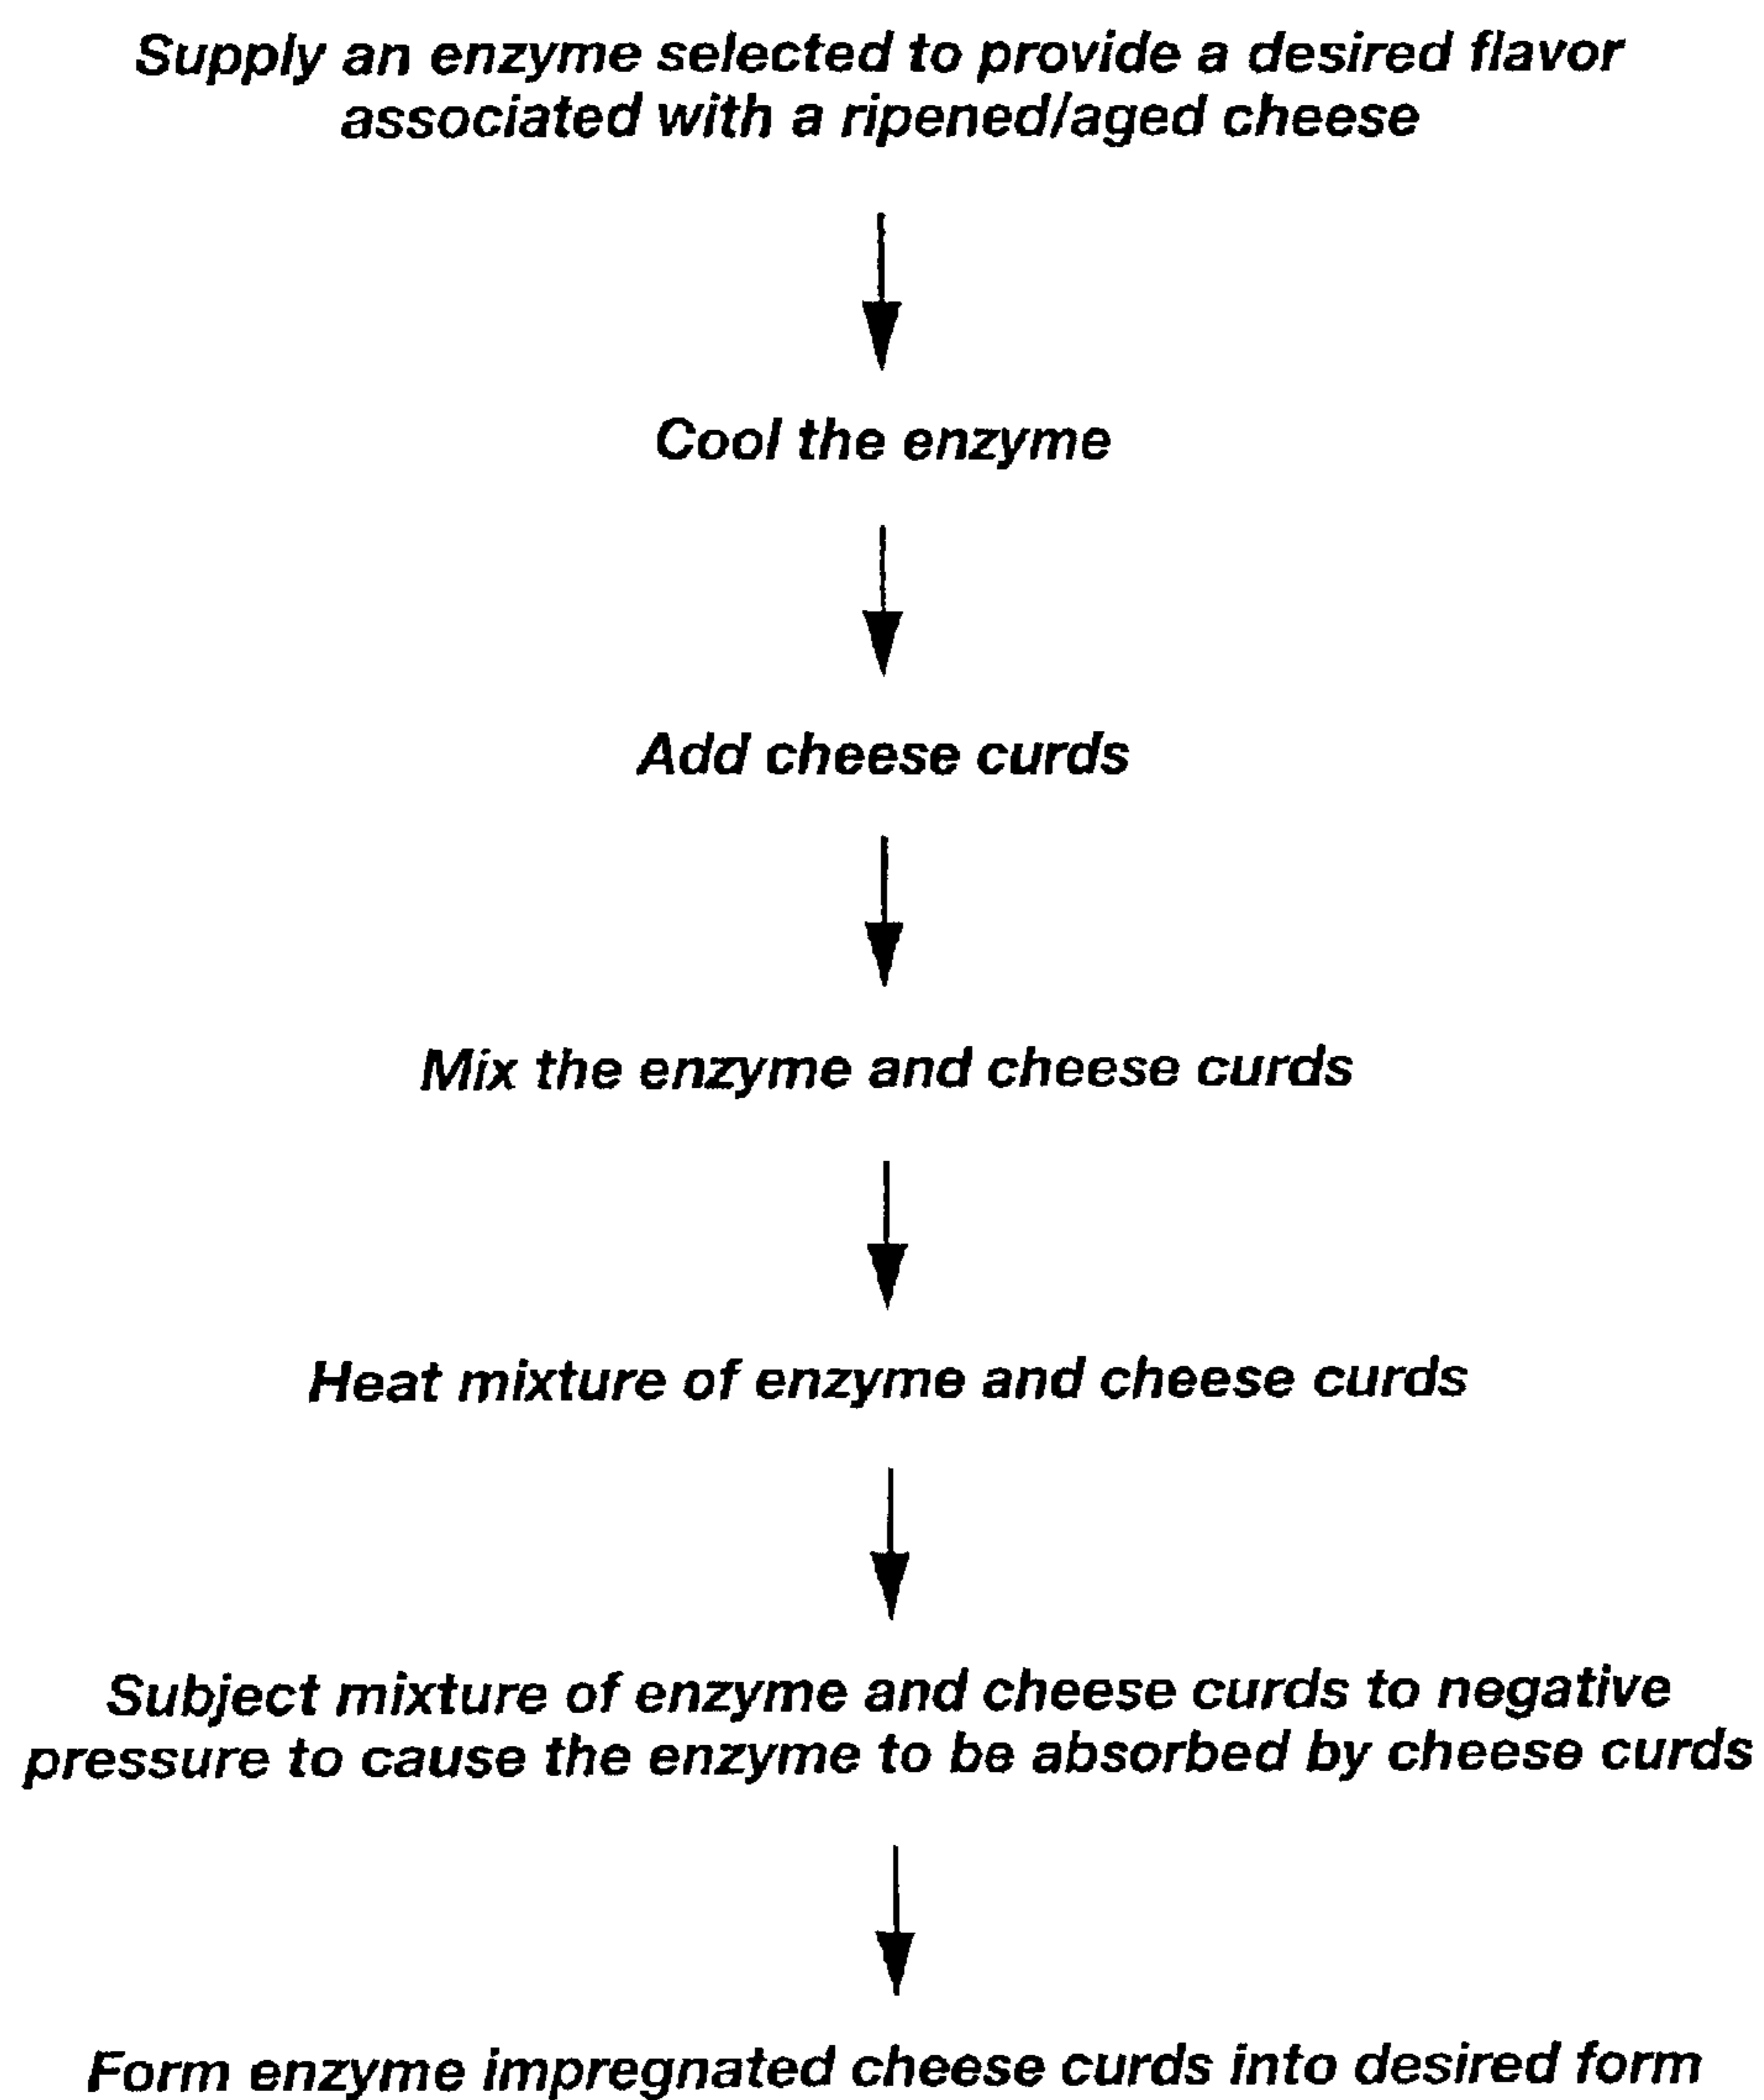 Supply an enzyme selected to provide a desired flavor
associated with a ripened/aged cheese
Cool the enzyme
Add cheese curds
Mix the enzyme and cheese curds
Heat mixture of enzyme and cheese curds
Subject mixture of enzyme and cheese curds to negative
pressure to cause the enzyme to be absorbed by cheese curds
Form enzyme impregnated cheese curds into desired form